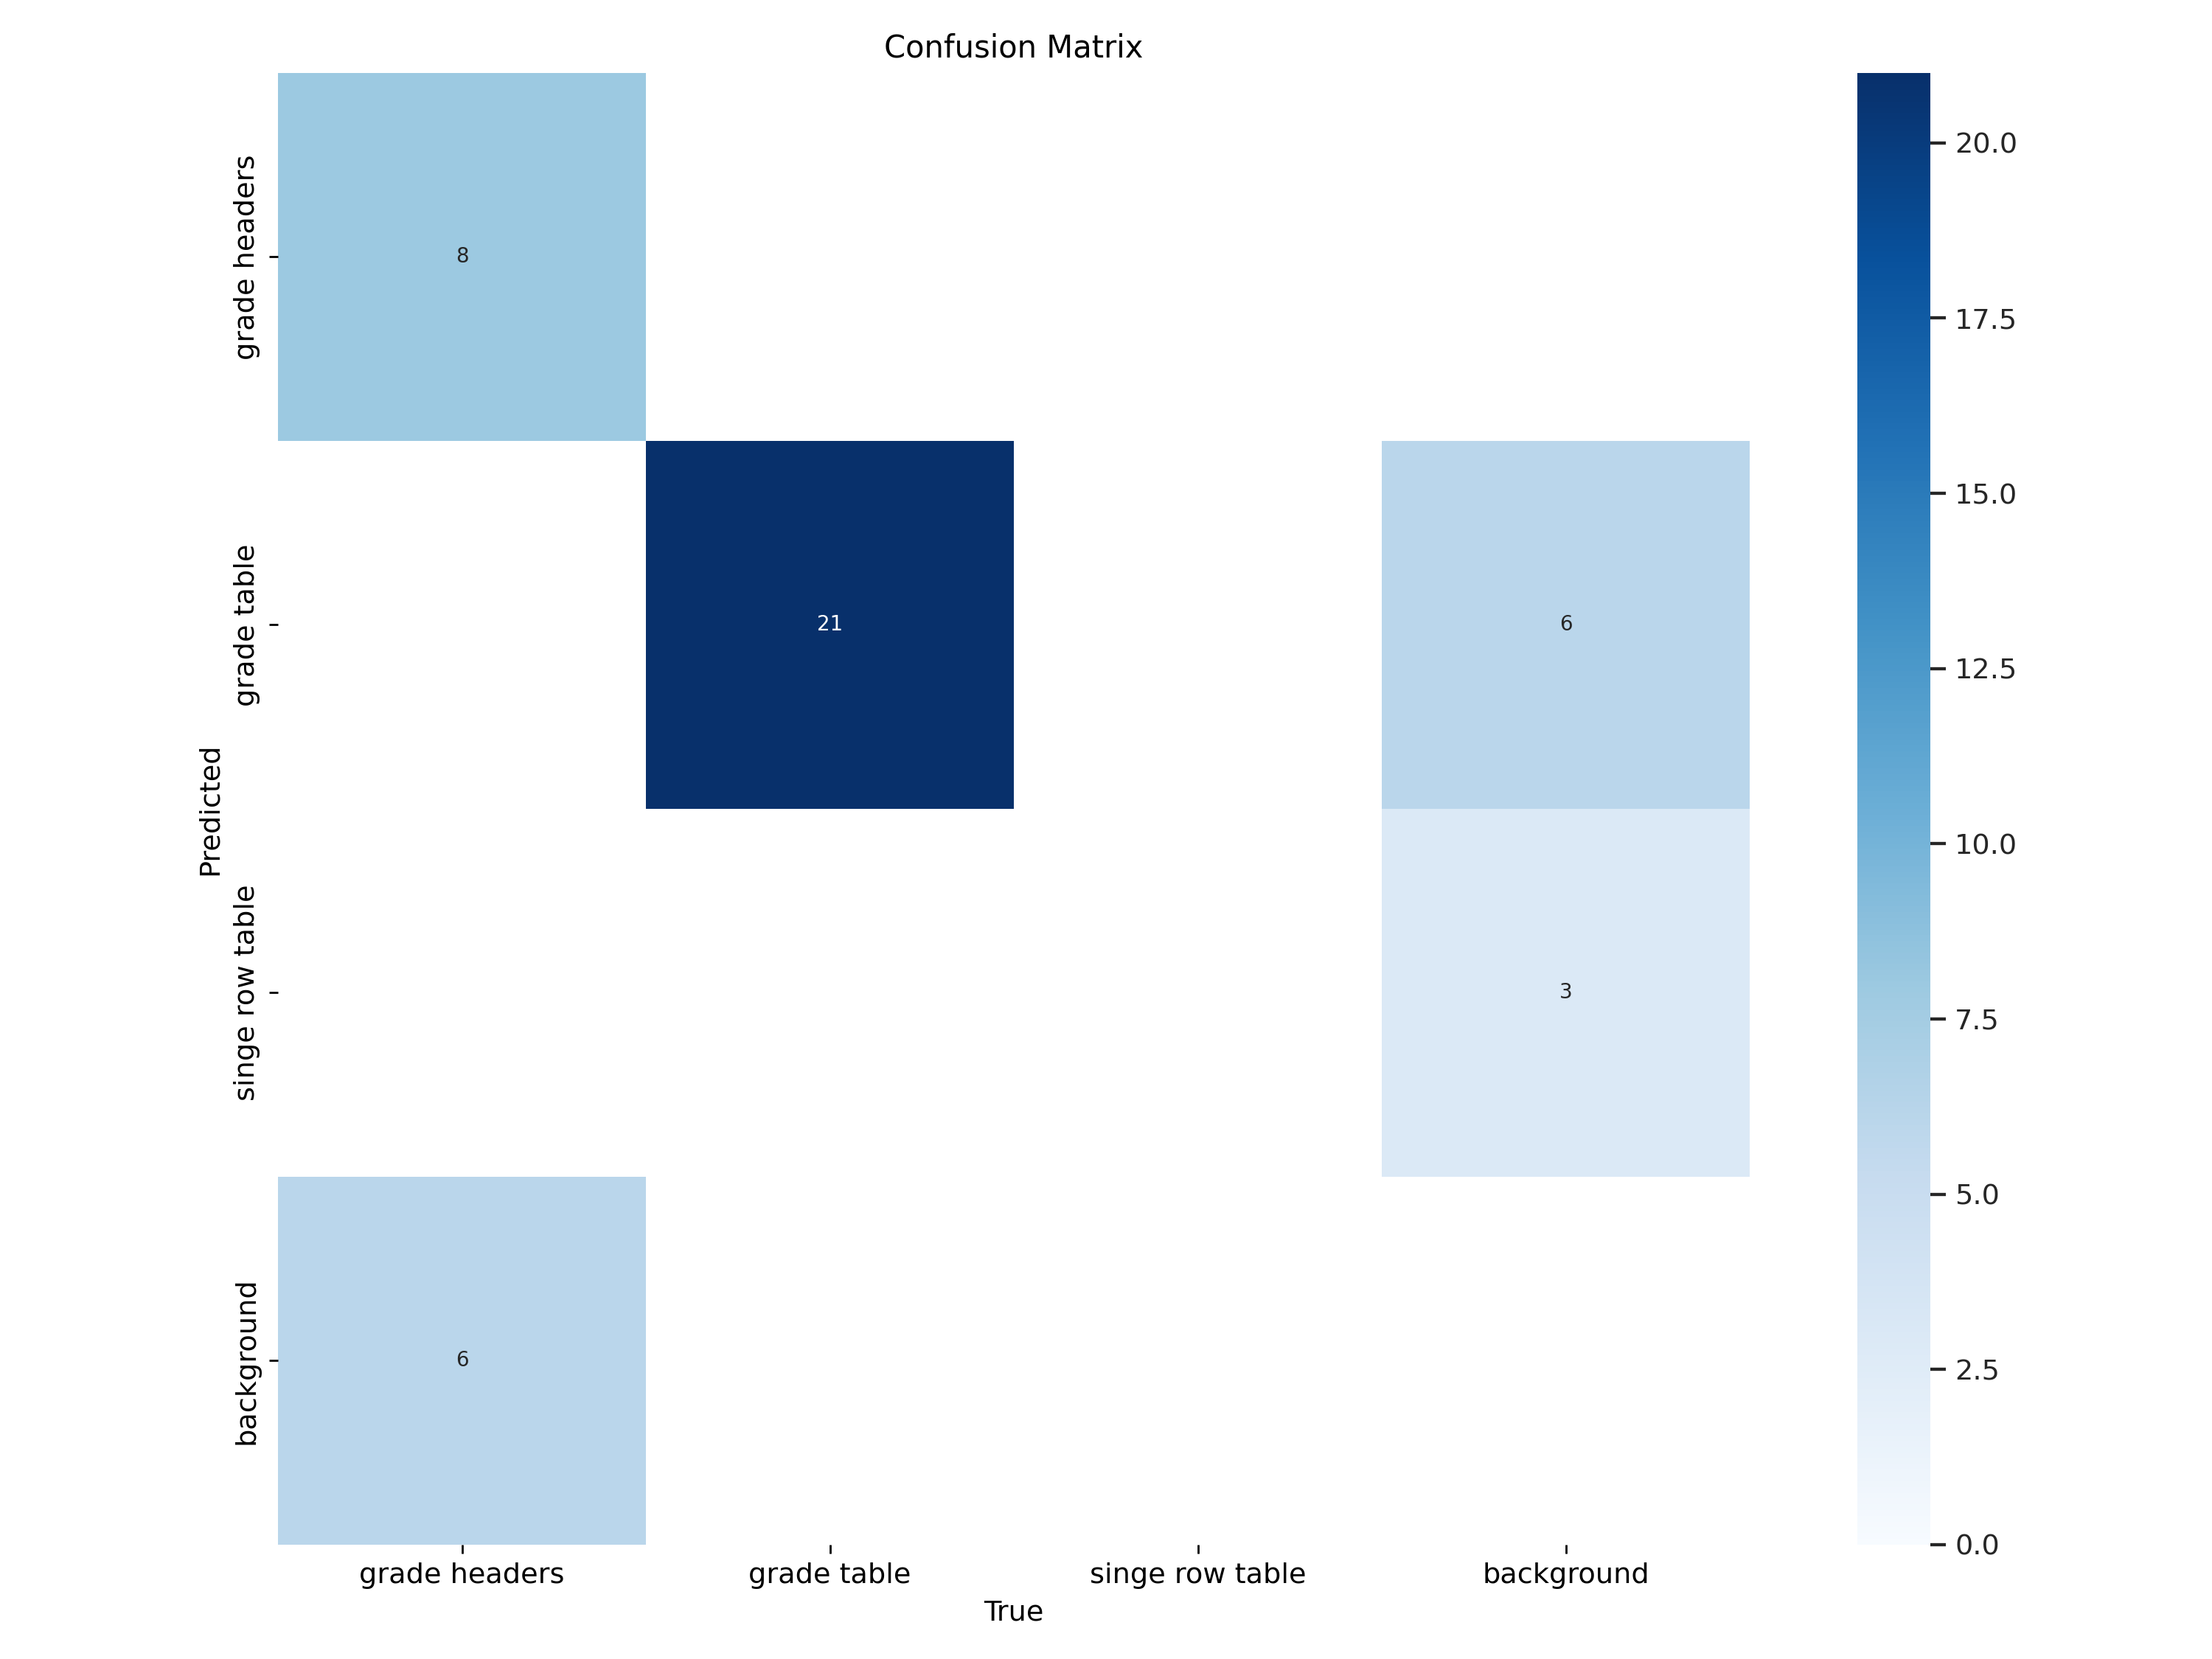 Confusion Matrix
grade headers
grade table
singe row table
background
Predicted
8
21
6
3
6
grade headers
grade table
singe row table
background
True
20.0
17.5
15.0
12.5
10.0
7.5
5.0
2.5
0.0